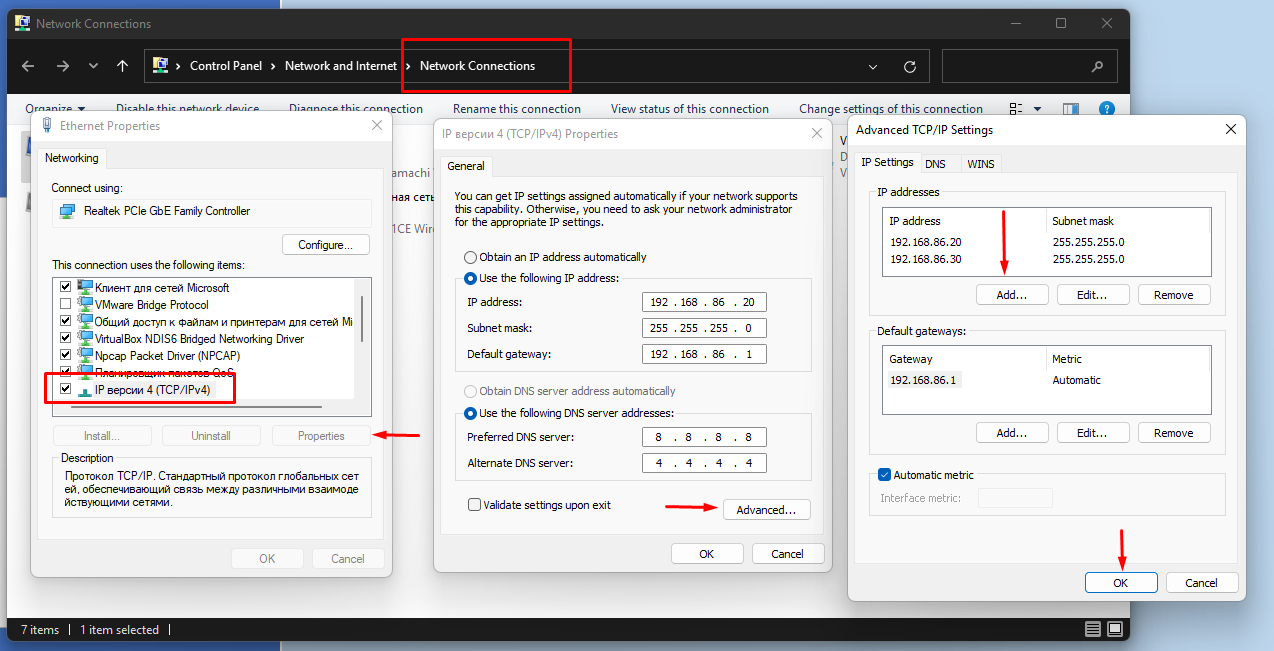 Network Connections
Control Panel > Network and Internet > Network Connections
Organize Disable this network device Diagnose this connection Rename this connection View status of this connection Change settings of this connection
Ethernet Properties
Networking
Connect using:
Realtek PCIe GbE Family Controller
Configure...
This connection uses the following items:
Клиент для сетей Microsoft
VMware Bridge Protocol
Общий доступ к файлам и принтерам для сетей Mi
VirtualBox NDIS6 Bridged Networking Driver
Npcap Packet Driver (NPCAP)
Планировщик пакетов QoS
IP версии 4 (TCP/IPv4)
Install... Uninstall Properties
Description
Протокол TCP/IP. Стандартный протокол глобальных сет
ей, обеспечивающий связь между различными взаимоде
йствующими сетями.
OK Cancel
amachi
ная сеть
1CE Wire
IP версии 4 (TCP/IPv4) Properties
General
You can get IP settings assigned automatically if your network supports
this capability. Otherwise, you need to ask your network administrator
for the appropriate IP settings.
Obtain an IP address automatically
Use the following IP address:
IP address: 192 . 168 . 86 . 20
Subnet mask: 255 . 255 . 255 . 0
Default gateway: 192 . 168 . 86 . 1
Obtain DNS server address automatically
Use the following DNS server addresses:
Preferred DNS server: 8 . 8 . 8 . 8
Alternate DNS server: 4 . 4 . 4 . 4
Validate settings upon exit
Advanced...
OK Cancel
Advanced TCP/IP Settings
IP Settings DNS WINS
IP addresses
IP address Subnet mask
192.168.86.20 255.255.255.0
192.168.86.30 255.255.255.0
Add... Edit... Remove
Default gateways:
Gateway Metric
192.168.86.1 Automatic
Add... Edit... Remove
Automatic metric
Interface metric:
OK Cancel
7 items 1 item selected